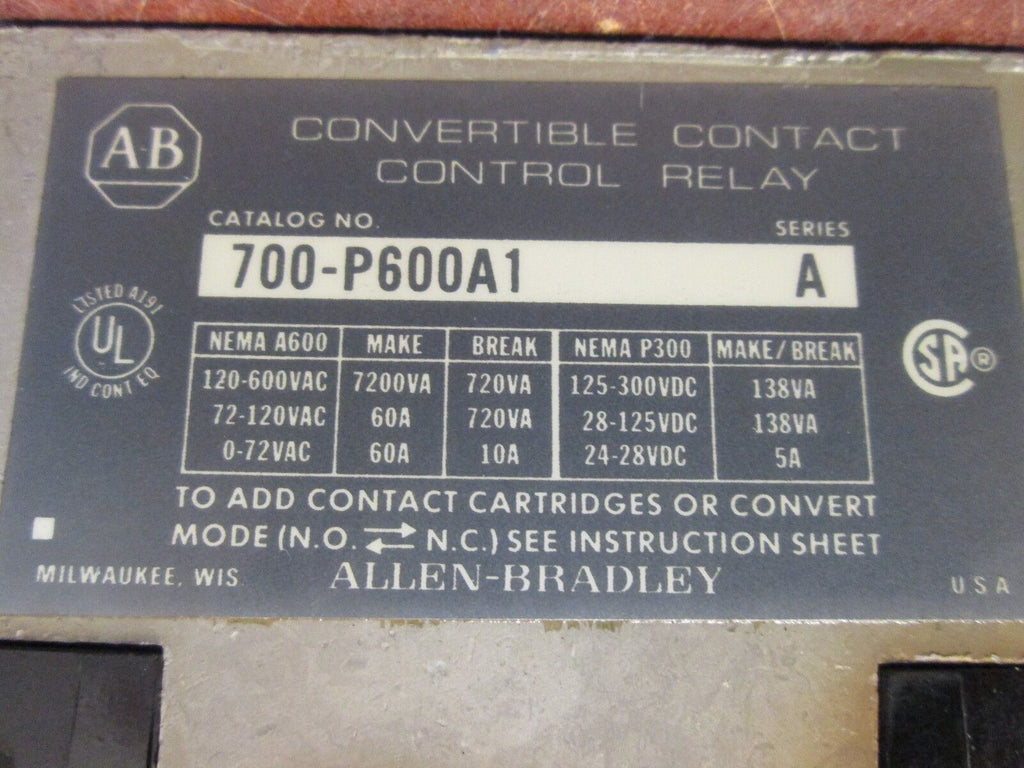 AB
CONVERTIBLE CONTACT
CONTROL RELAY
CATALOG NO.
SERIES
700-P600A1
A
LISTED A191
UL
IND CONT EQ
SA ®
NEMA A600 MAKE BREAK NEMA P300 MAKE/BREAK
120-600VAC 7200VA 720VA 125-300VDC 138VA
72-120VAC 60A 720VA 28-125VDC 138VA
0-72VAC 60A 10A 24-28VDC 5A
TO ADD CONTACT CARTRIDGES OR CONVERT
MODE (N.O. ⇄ N.C.) SEE INSTRUCTION SHEET
MILWAUKEE, WIS. ALLEN-BRADLEY USA